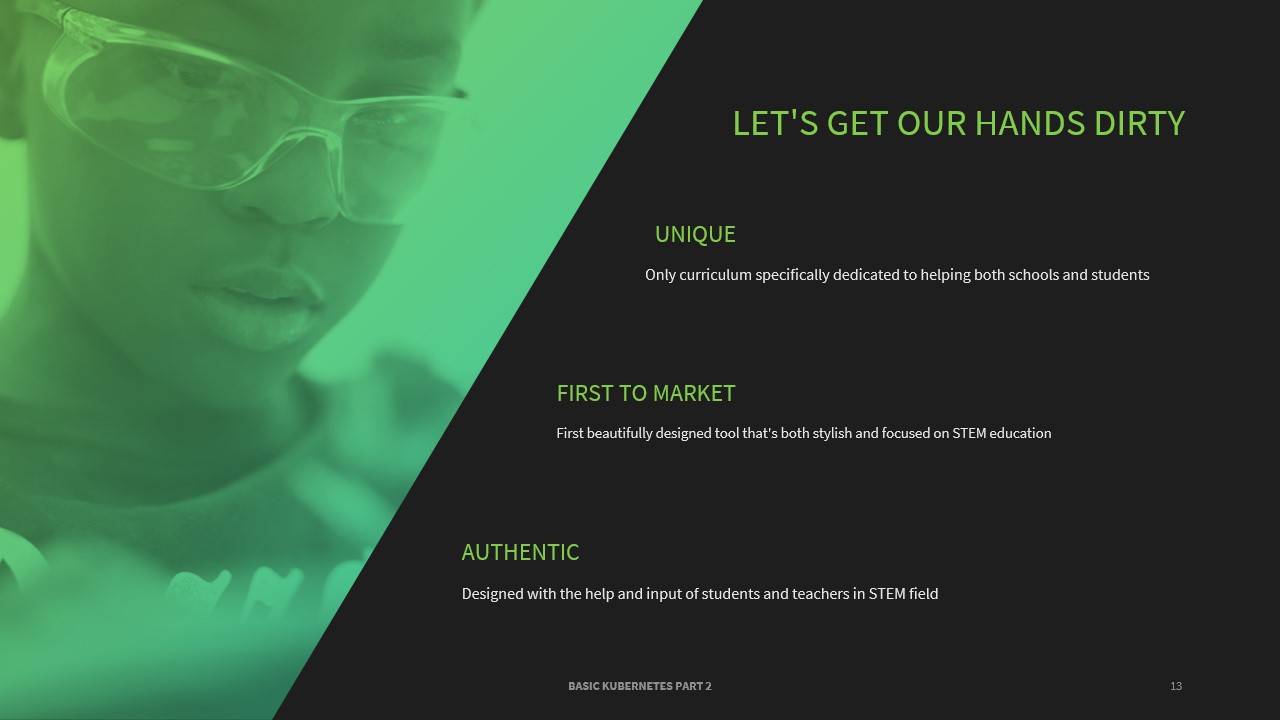 LET'S GET OUR HANDS DIRTY
UNIQUE
Only curriculum specifically dedicated to helping both schools and students
FIRST TO MARKET
First beautifully designed tool that's both stylish and focused on STEM education
AUTHENTIC
Designed with the help and input of students and teachers in STEM field
BASIC KUBERNETES PART 2
13